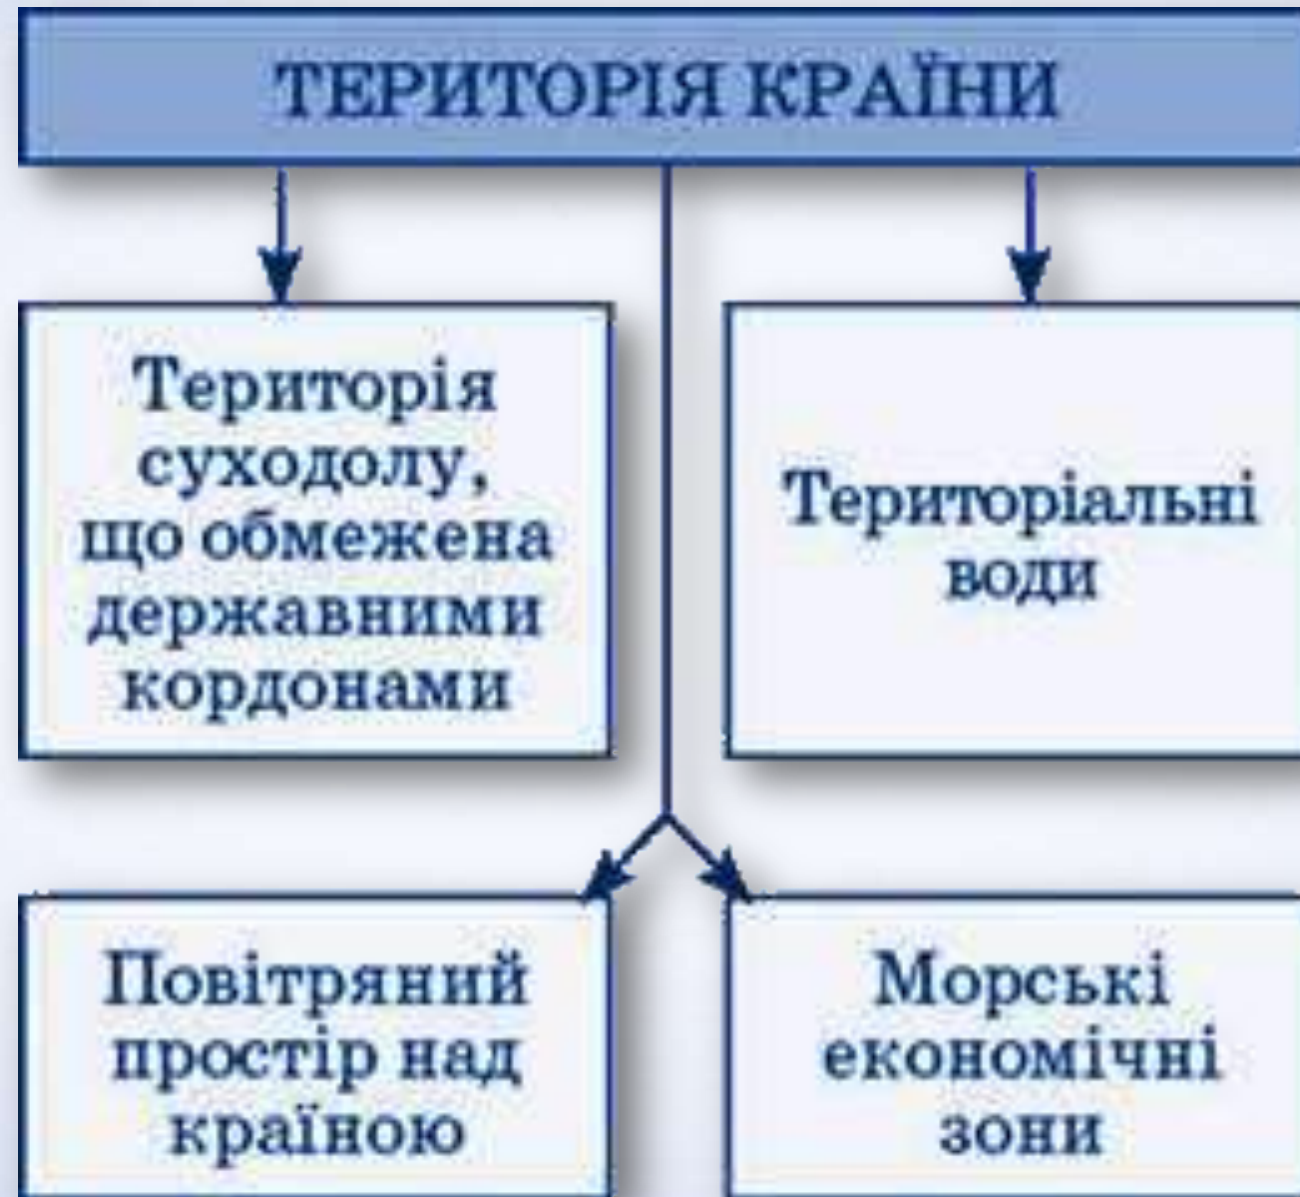 ТЕРИТОРІЯ КРАЇНИ
Територія
суходолу,
що обмежена
державними
кордонами
Територіальні
води
Повітряний
простір над
країною
Морські
економічні
зони